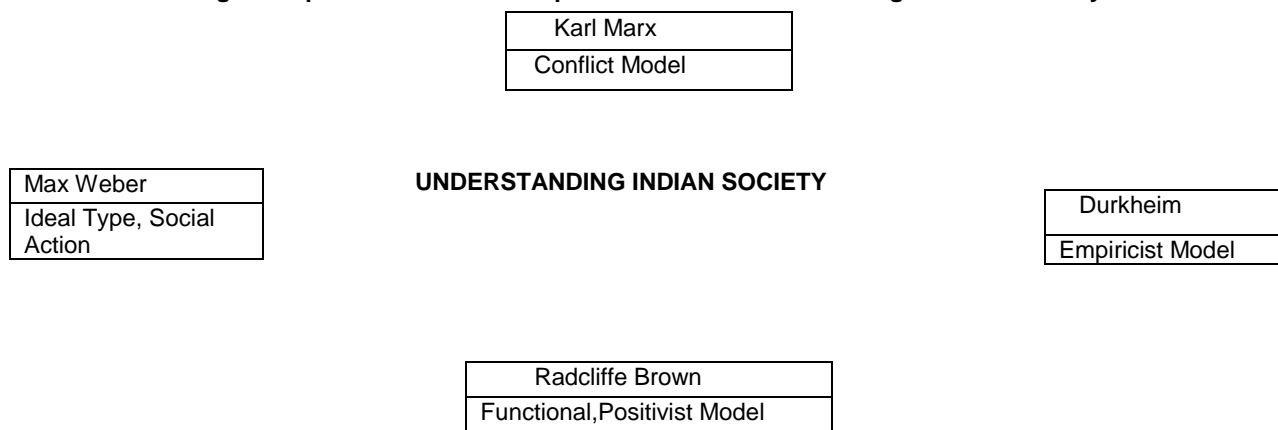 Karl Marx
Conflict Model
Max Weber
Ideal Type, Social
Action
UNDERSTANDING INDIAN SOCIETY
Durkheim
Empiricist Model
Radcliffe Brown
Functional,Positivist Model